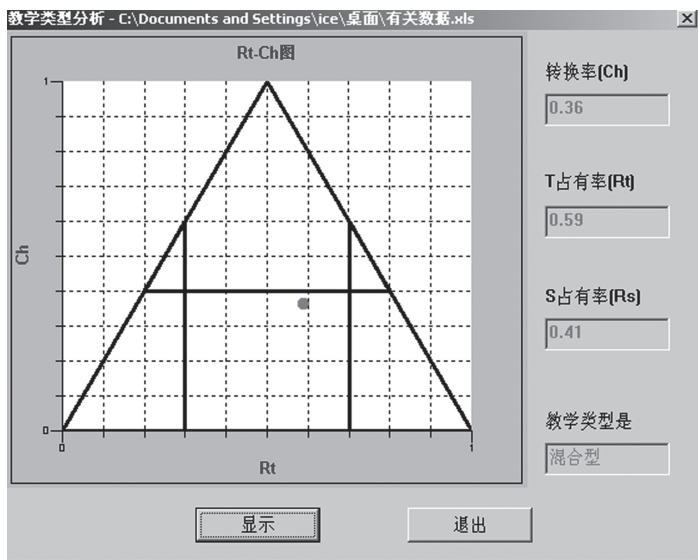 教学类型分析 - C:\Documents and Settings\ice\桌面\有关数据.xls
Rt-Ch图
1
Ch
0
0
1
Rt
转换率(Ch)
0.36
T占有率(Rt)
0.59
S占有率(Rs)
0.41
教学类型是
混合型
显示
退出